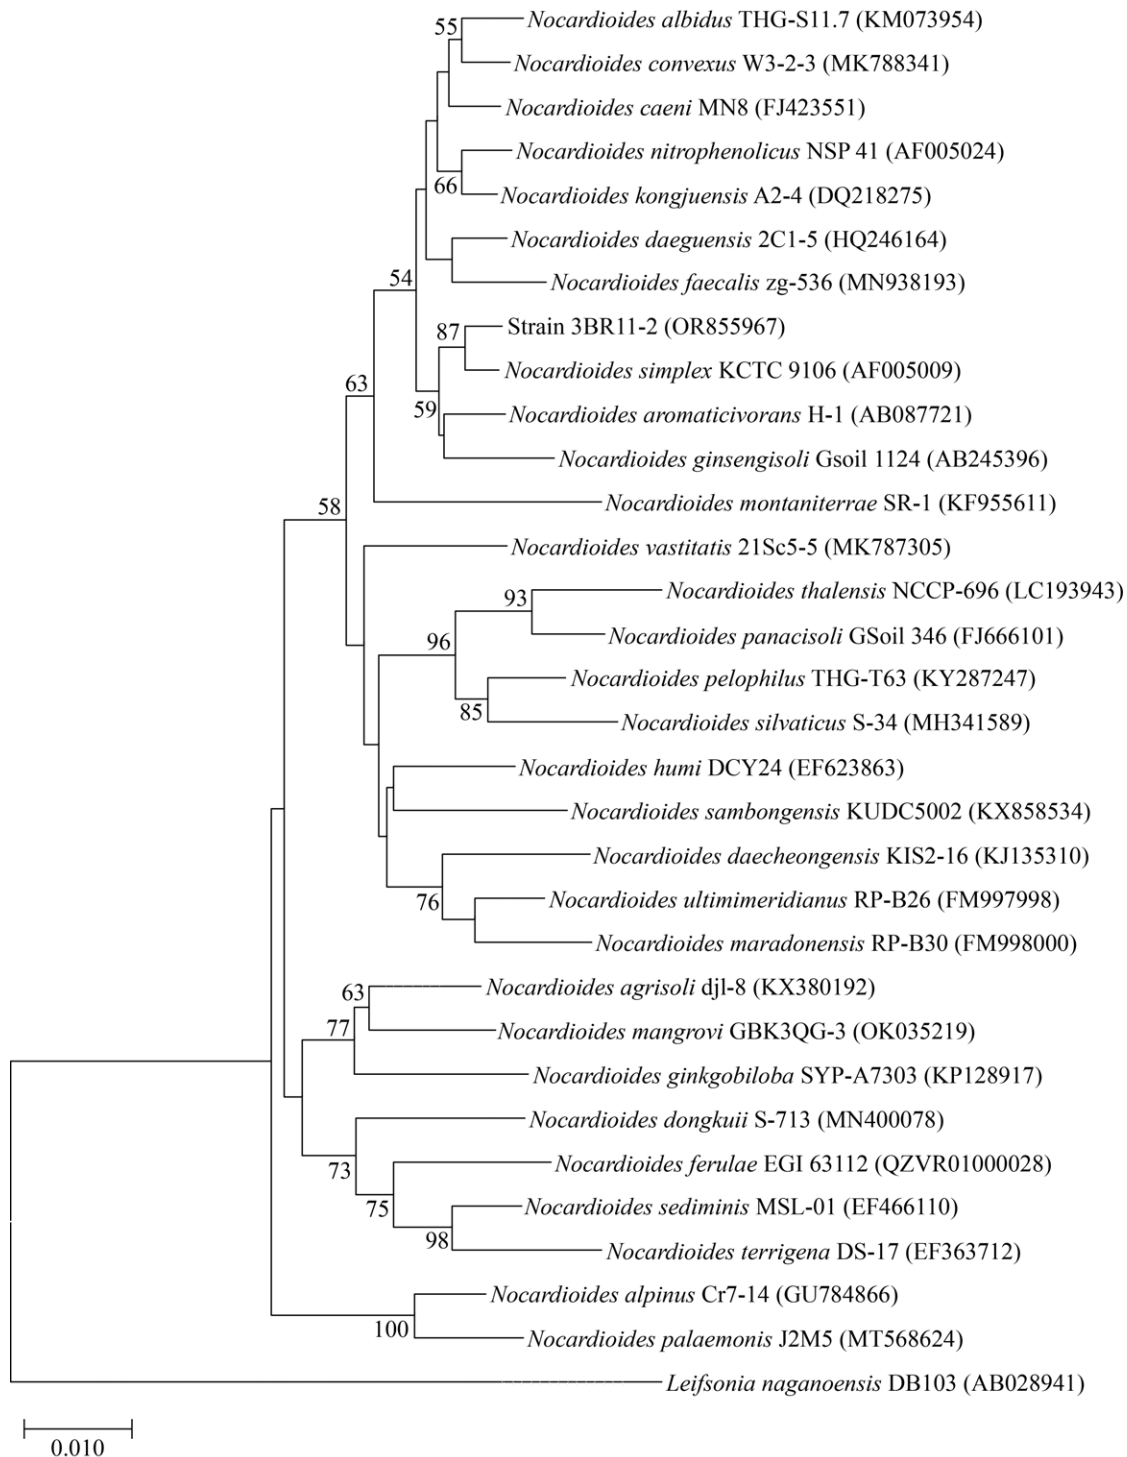 Nocardioides albidus THG-S11.7 (KM073954)
55
Nocardioides convexus W3-2-3 (MK788341)
Nocardioides caeni MN8 (FJ423551)
Nocardioides nitrophenolicus NSP 41 (AF005024)
66
Nocardioides kongjuensis A2-4 (DQ218275)
Nocardioides daeguensis 2C1-5 (HQ246164)
54
Nocardioides faecalis zg-536 (MN938193)
87
Strain 3BR11-2 (OR855967)
Nocardioides simplex KCTC 9106 (AF005009)
63
59
Nocardioides aromaticivorans H-1 (AB087721)
Nocardioides ginsengisoli Gsoil 1124 (AB245396)
Nocardioides montaniterrae SR-1 (KF955611)
58
Nocardioides vastitatis 21Sc5-5 (MK787305)
Nocardioides thalensis NCCP-696 (LC193943)
93
Nocardioides panacisoli GSoil 346 (FJ666101)
96
Nocardioides pelophilus THG-T63 (KY287247)
85
Nocardioides silvaticus S-34 (MH341589)
Nocardioides humi DCY24 (EF623863)
Nocardioides sambongensis KUDC5002 (KX858534)
Nocardioides daecheongensis KIS2-16 (KJ135310)
76
Nocardioides ultimimeridianus RP-B26 (FM997998)
Nocardioides maradonensis RP-B30 (FM998000)
63
Nocardioides agrisoli djl-8 (KX380192)
77
Nocardioides mangrovi GBK3QG-3 (OK035219)
Nocardioides ginkgobiloba SYP-A7303 (KP128917)
Nocardioides dongkuii S-713 (MN400078)
73
Nocardioides ferulae EGI 63112 (QZVR01000028)
75
Nocardioides sediminis MSL-01 (EF466110)
98
Nocardioides terrigena DS-17 (EF363712)
Nocardioides alpinus Cr7-14 (GU784866)
100
Nocardioides palaemonis J2M5 (MT568624)
Leifsonia naganoensis DB103 (AB028941)
0.010